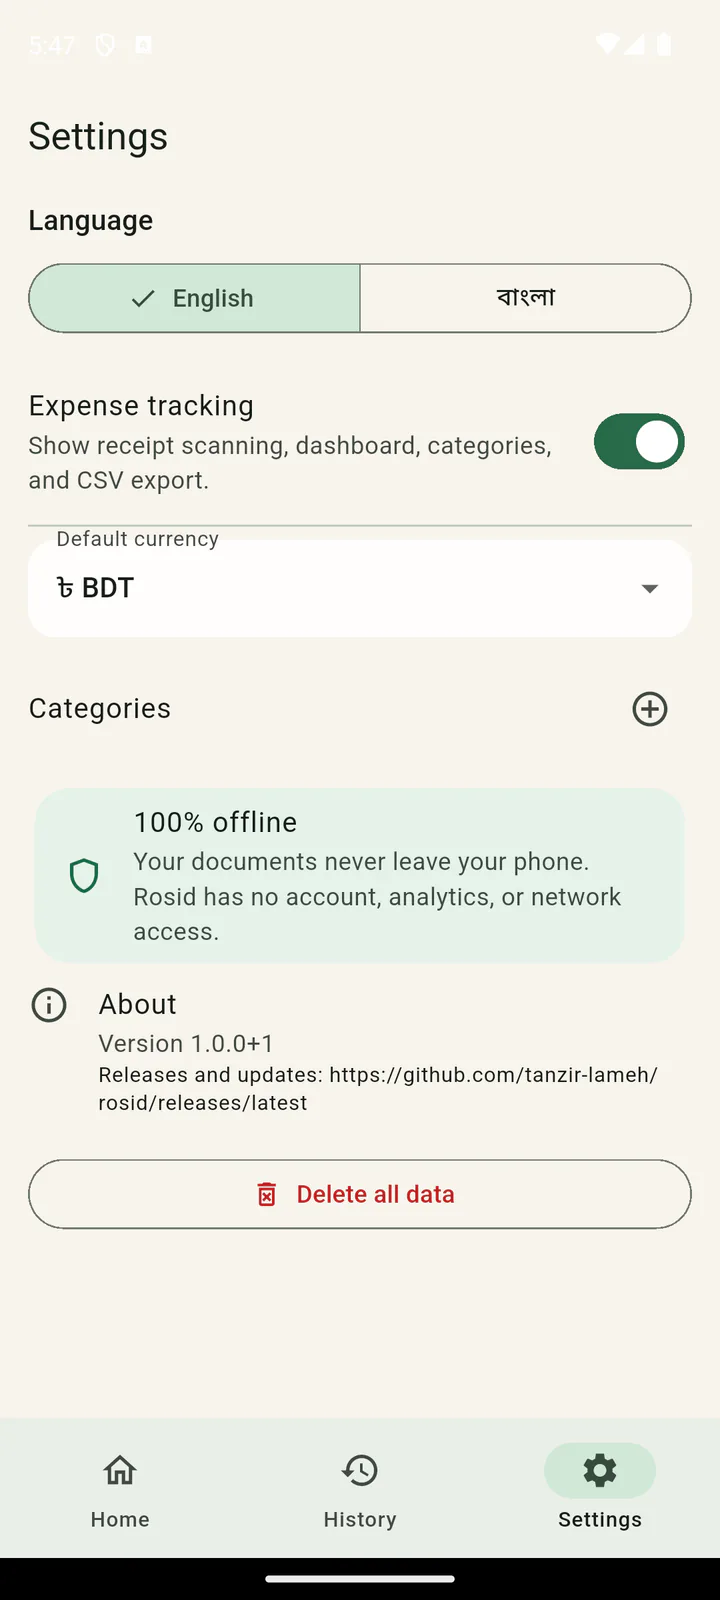 5:47
Settings
Language
English
বাংলা
Expense tracking
Show receipt scanning, dashboard, categories,
and CSV export.
Default currency
৳ BDT
Categories
100% offline
Your documents never leave your phone.
Rosid has no account, analytics, or network
access.
About
Version 1.0.0+1
Releases and updates: https://github.com/tanzir-lameh/
rosid/releases/latest
Delete all data
Home
History
Settings